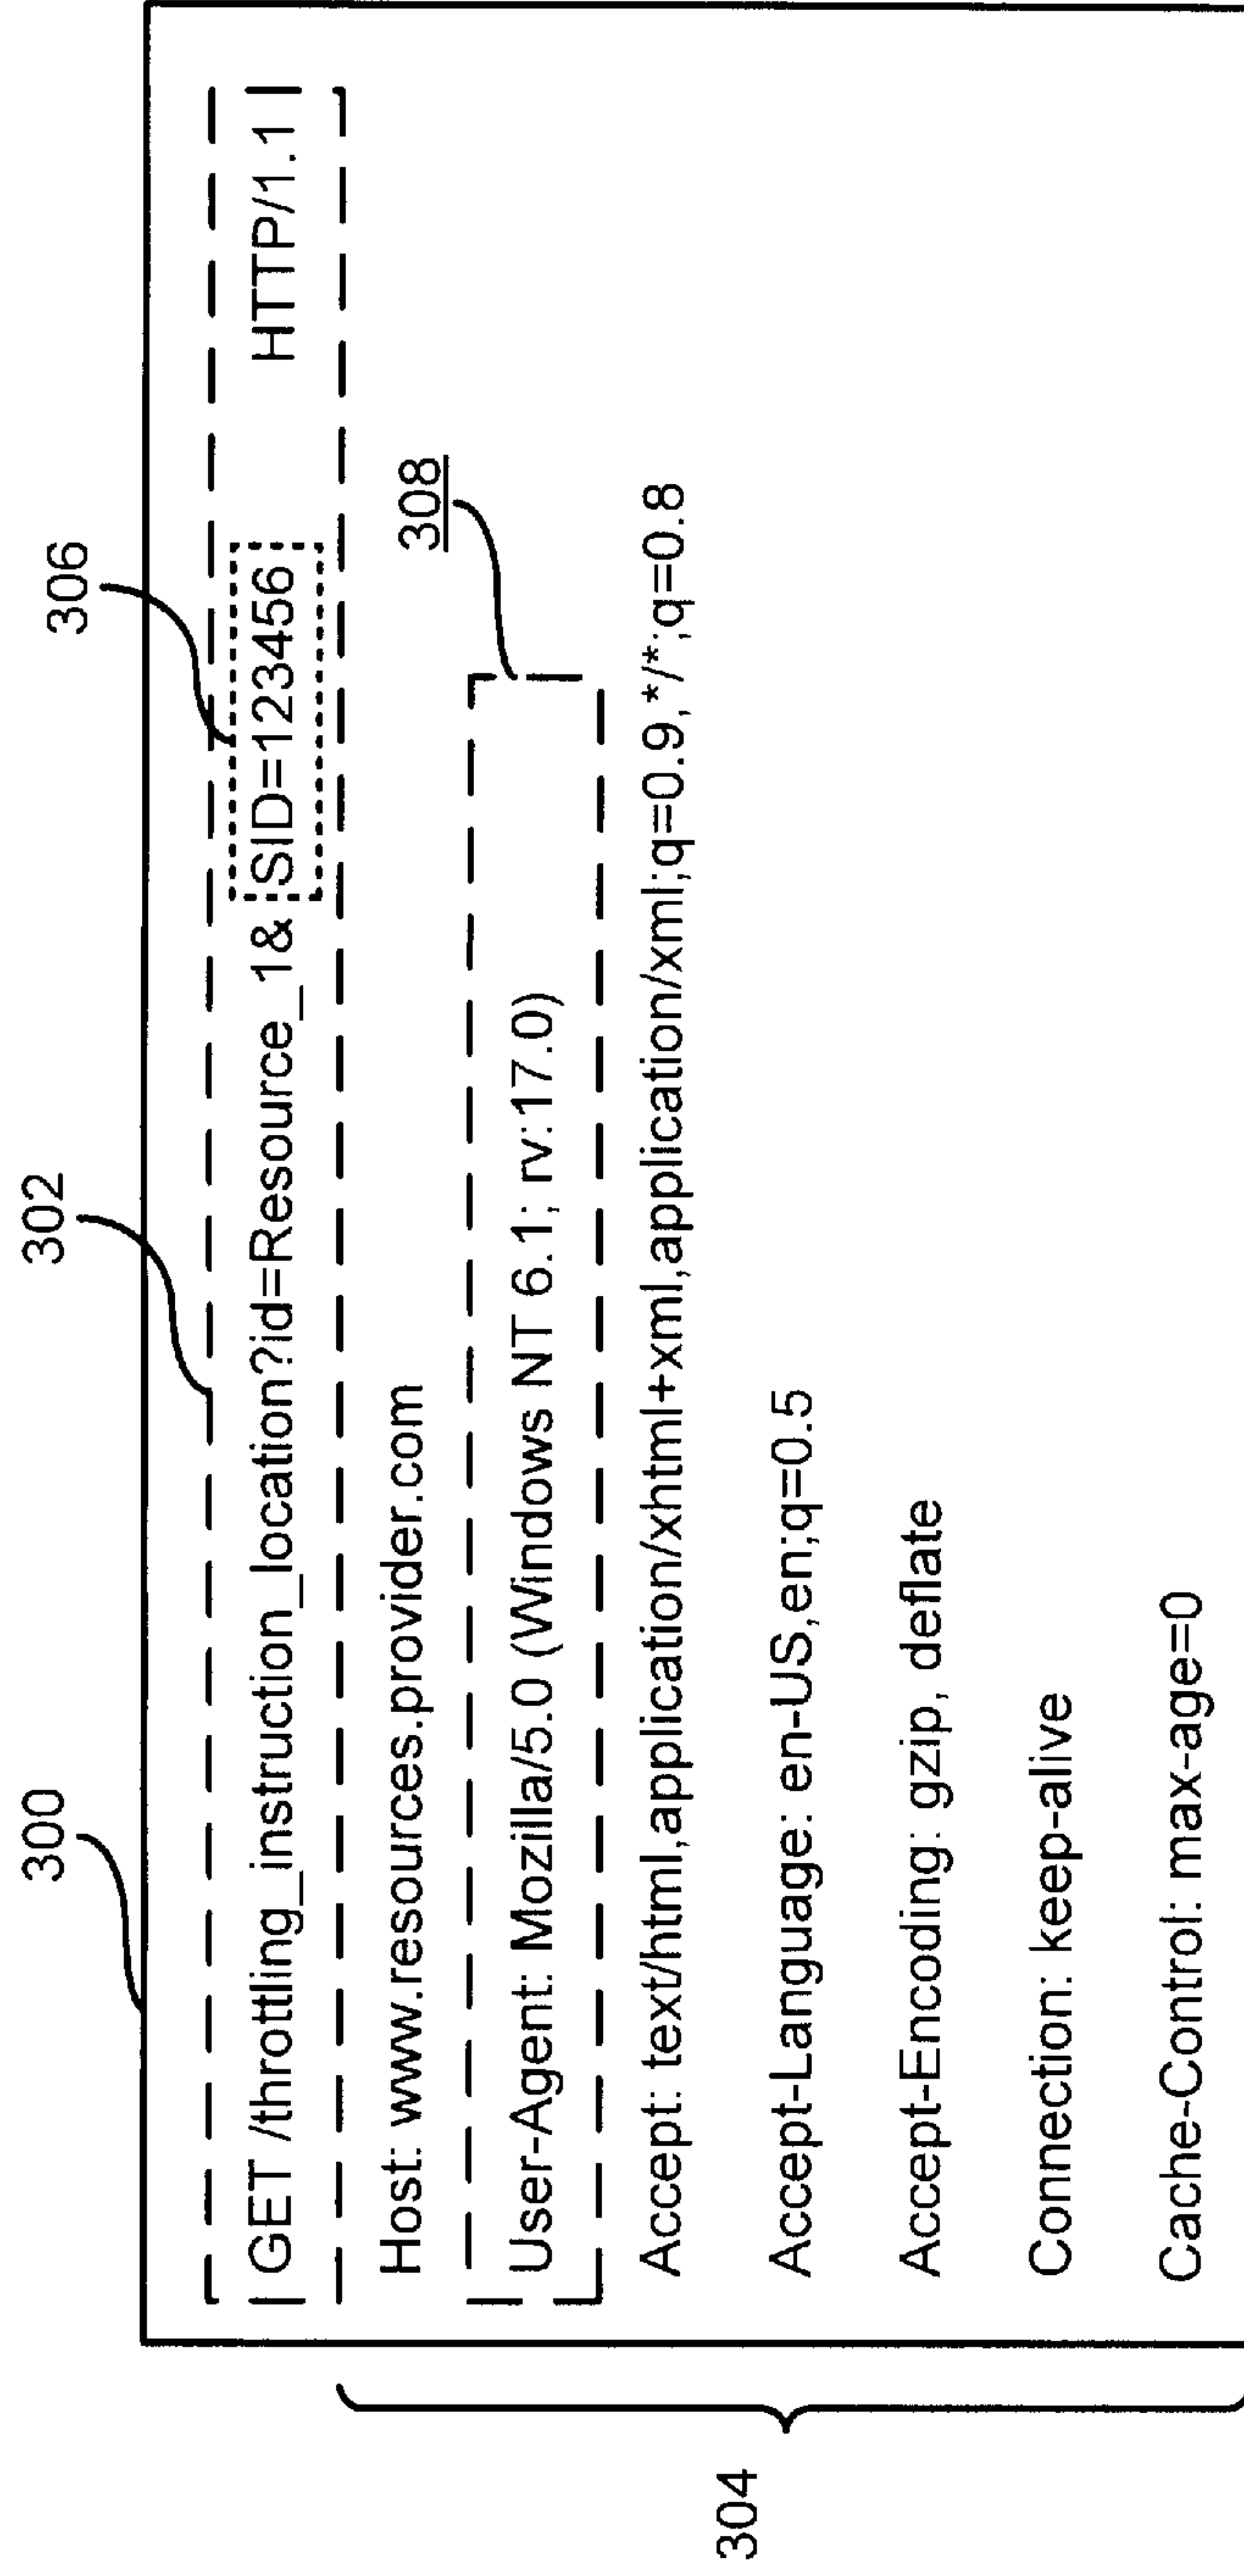 300
302
306
GET /throttling_instruction_location?id=Resource_1& SID=123456 HTTP/1.1
Host: www.resources.provider.com
308
User-Agent: Mozilla/5.0 (Windows NT 6.1; rv:17.0)
Accept: text/html,application/xhtml+xml,application/xml;q=0.9,*/*;q=0.8
304
Accept-Language: en-US,en;q=0.5
Accept-Encoding: gzip, deflate
Connection: keep-alive
Cache-Control: max-age=0